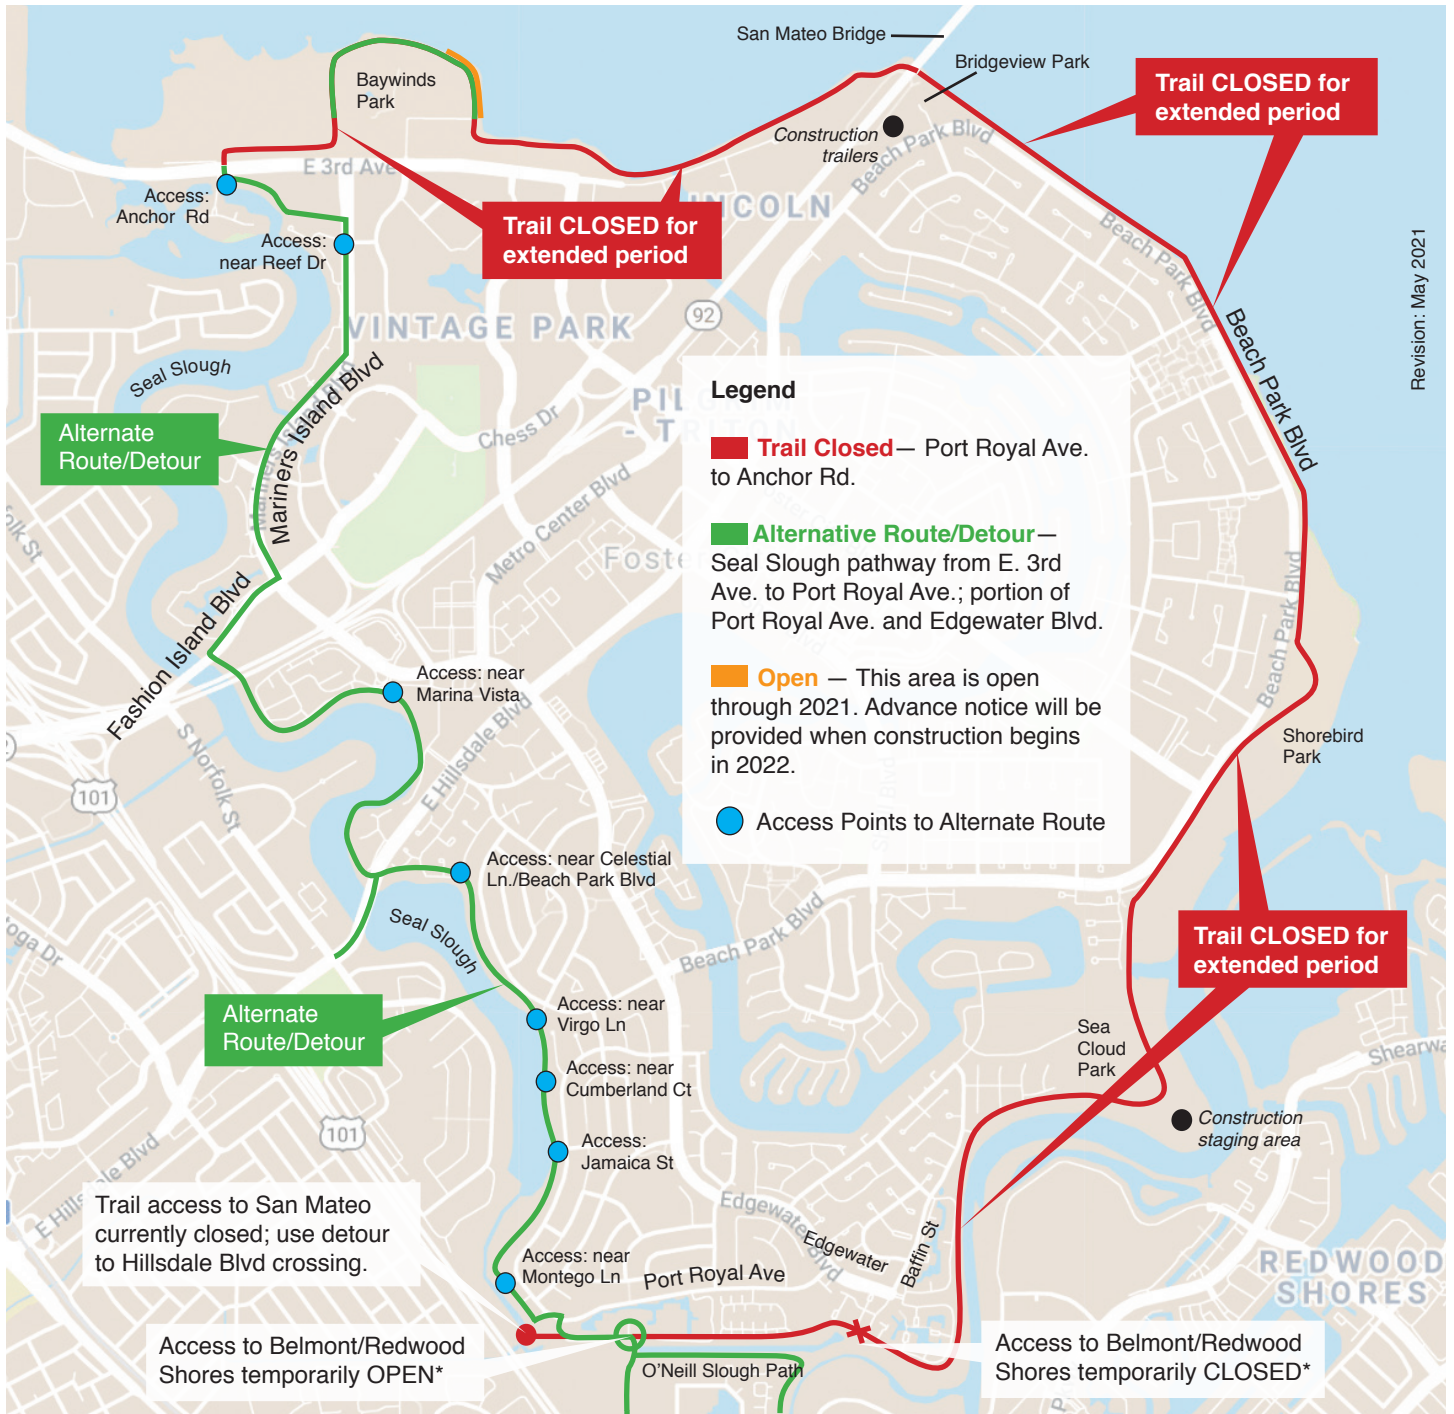 San Mateo Bridge
Bridgeview Park
Trail CLOSED for
extended period
Baywinds
Park
Construction
trailers
Beach Park Blvd
E 3rd Ave
Access:
Anchor Rd
Trail CLOSED for
extended period
NCOLN
Access:
near Reef Dr
Beach Park Blvd
Revision: May 2021
92
VINTAGE PARK
Seal Slough
Mariners Island Blvd
Beach Park Blvd
Alternate
Route/Detour
Chess Dr
Metro Center Blvd
Legend
Trail Closed— Port Royal Ave.
to Anchor Rd.
Alternative Route/Detour—
Seal Slough pathway from E. 3rd
Ave. to Port Royal Ave.; portion of
Port Royal Ave. and Edgewater Blvd.
Open — This area is open
through 2021. Advance notice will be
provided when construction begins
in 2022.
Access Points to Alternate Route
Foste
olk St
Fashion Island Blvd
Beach Park Blvd
Access: near
Marina Vista
S Norfolk St
E Hillsdale Blvd
Shorebird
Park
101
Access: near Celestial
Ln./Beach Park Blvd
Seal Slough
Beach Park Blvd
oga Dr
Trail CLOSED for
extended period
Alternate
Route/Detour
Access: near
Virgo Ln
Sea
Cloud
Park
Shearwa
Access: near
Cumberland Ct
Construction
staging area
101
Access:
Jamaica St
E Hillsdale Blvd
Trail access to San Mateo
currently closed; use detour
to Hillsdale Blvd crossing.
Edgewater Blvd
Edgewater
Baffin St
Access: near
Montego Ln
Port Royal Ave
REDWOOD
SHORES
Access to Belmont/Redwood
Shores temporarily OPEN*
O'Neill Slough Path
Access to Belmont/Redwood
Shores temporarily CLOSED*